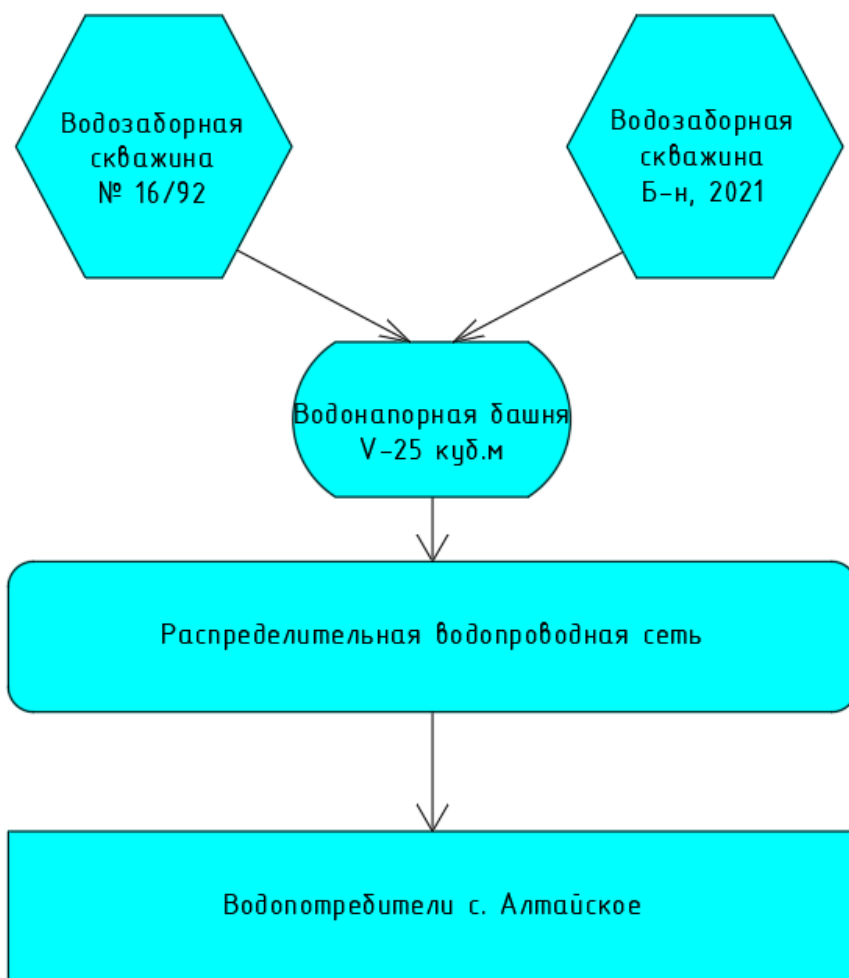 Водозаборная
скважина
№ 16/92
Водозаборная
скважина
Б-н, 2021
Водонапорная башня
V-25 куб.м
Распределительная водопроводная сеть
Водопотребители с. Алтайское